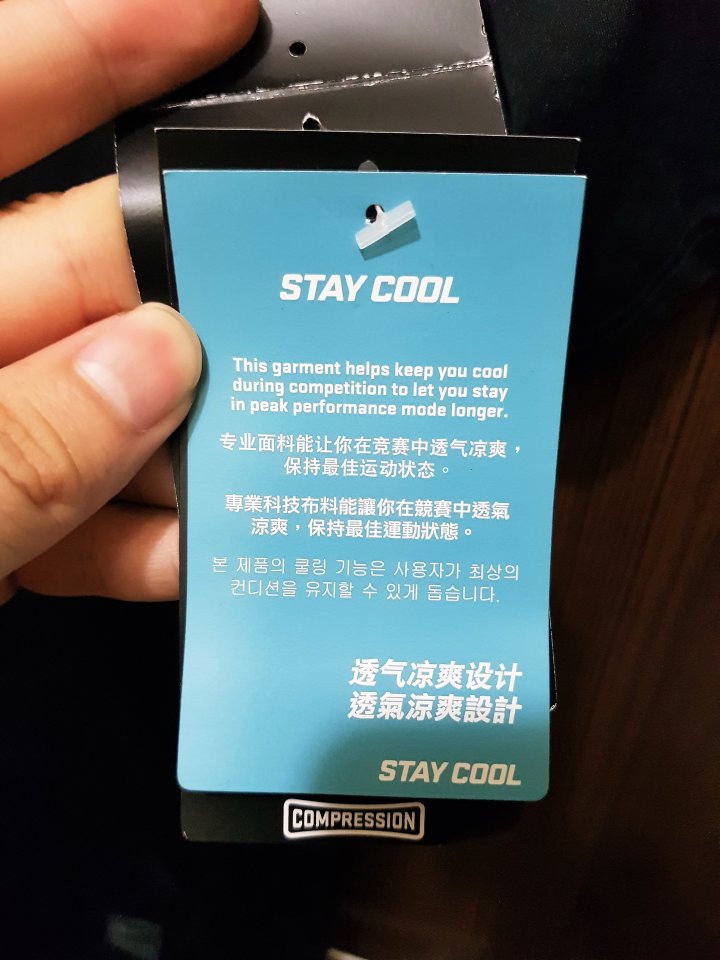 STAY COOL
This garment helps keep you cool
during competition to let you stay
in peak performance mode longer.
专业面料能让你在竞赛中透气凉爽，
保持最佳运动状态。
專業科技布料能讓你在競賽中透氣
涼爽，保持最佳運動狀態。
본 제품의 쿨링 기능은 사용자가 최상의
컨디션을 유지할 수 있게 돕습니다.
透气凉爽设计
透氣涼爽設計
STAY COOL
COMPRESSION